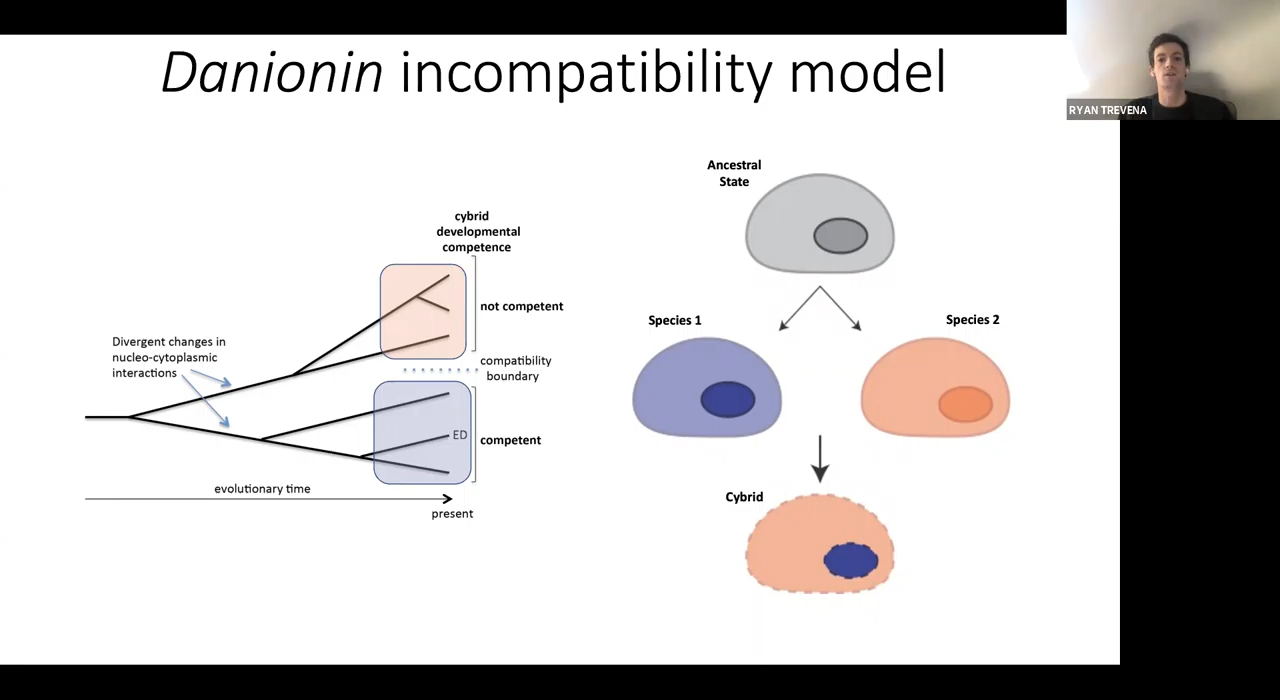 Danionin incompatibility model
RYAN TREVENA
cybrid
developmental
competence
not competent
Divergent changes in
nucleo-cytoplasmic
interactions
compatibility
boundary
ED
competent
evolutionary time
present
Ancestral
State
Species 1
Species 2
Cybrid